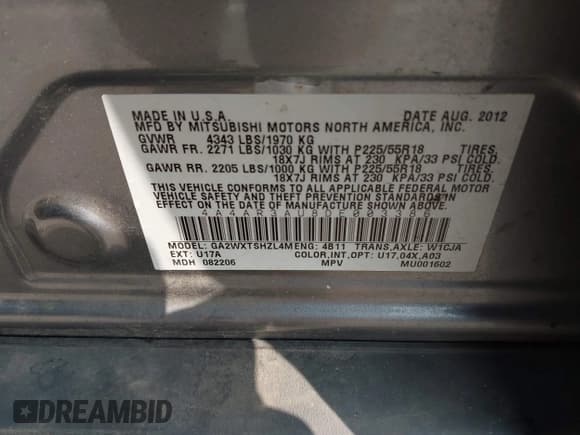 MADE IN U.S.A. DATE AUG. 2012
MFD BY MITSUBISHI MOTORS NORTH AMERICA, INC.
GVWR 4343 LBS/1970 KG
GAWR FR. 2271 LBS/1030 KG WITH P225/55R18 TIRES,
18X7J RIMS AT 230 KPA/33 PSI COLD.
GAWR RR. 2205 LBS/1000 KG WITH P225/55R18 TIRES,
18X7J RIMS AT 230 KPA/33 PSI COLD.
THIS VEHICLE CONFORMS TO ALL APPLICABLE FEDERAL MOTOR
VEHICLE SAFETY AND THEFT PREVENTION STANDARDS IN
EFFECT ON THE DATE OF MANUFACTURE SHOWN ABOVE.
4A4AR3AU8DE003386
MODEL: GA2WXTSHZL4M ENG: 4B11 TRANS,AXLE: W1CJA
EXT: U17A COLOR,INT,OPT: U17,04X,A03
MDH 082206 MPV MU001602
DREAMBID